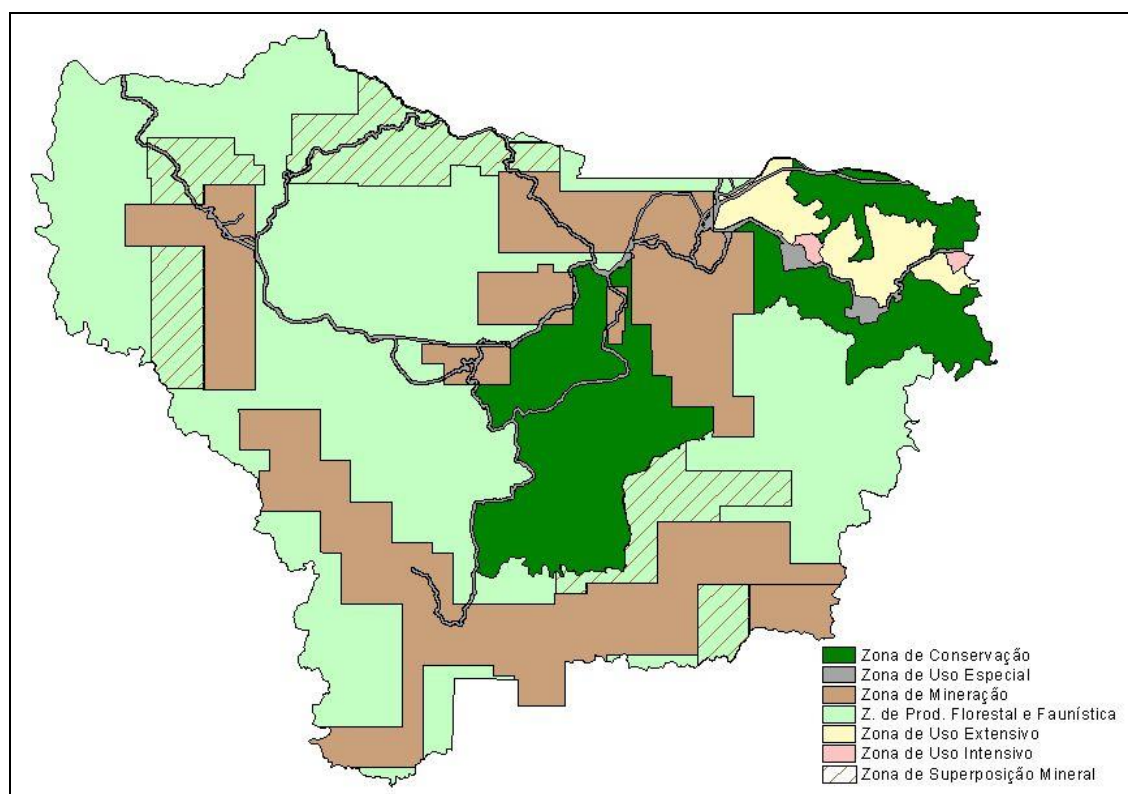 Zona de Conservação
Zona de Uso Especial
Zona de Mineração
Z. de Prod. Florestal e Faunística
Zona de Uso Extensivo
Zona de Uso Intensivo
Zona de Superposição Mineral